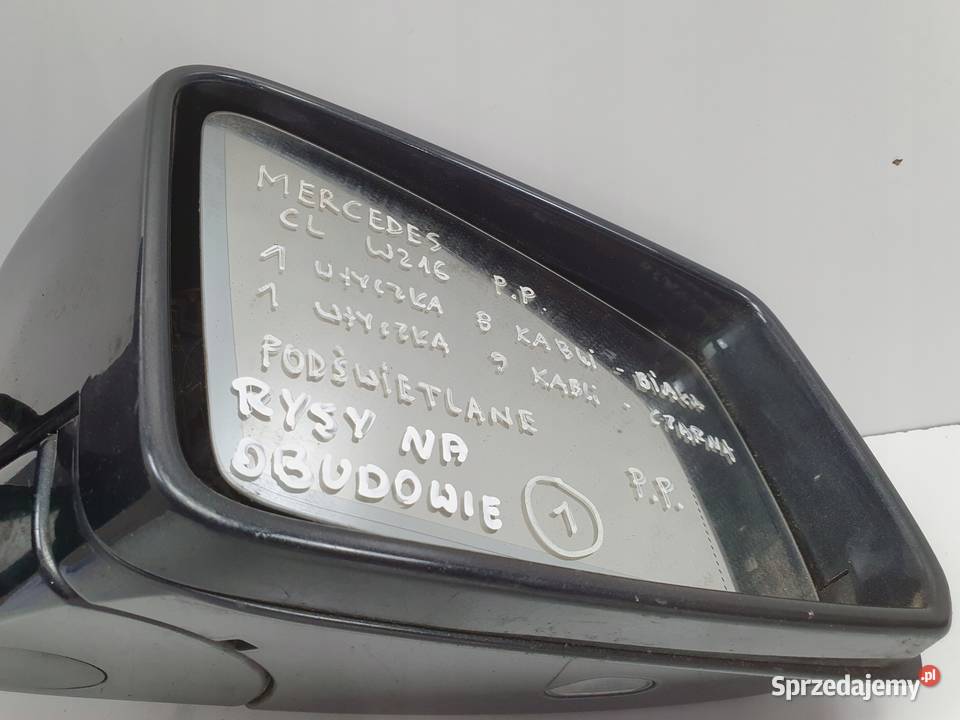 MERCEDES
CL W216 P.P.
1 WTYCZKA 8 KABLI - BIAŁA
1 WTYCZKA 9 KABLI - CZARNA
PODŚWIETLANE
RYSY NA
OBUDOWIE 1 P.P.
Sprzedajemy.pl